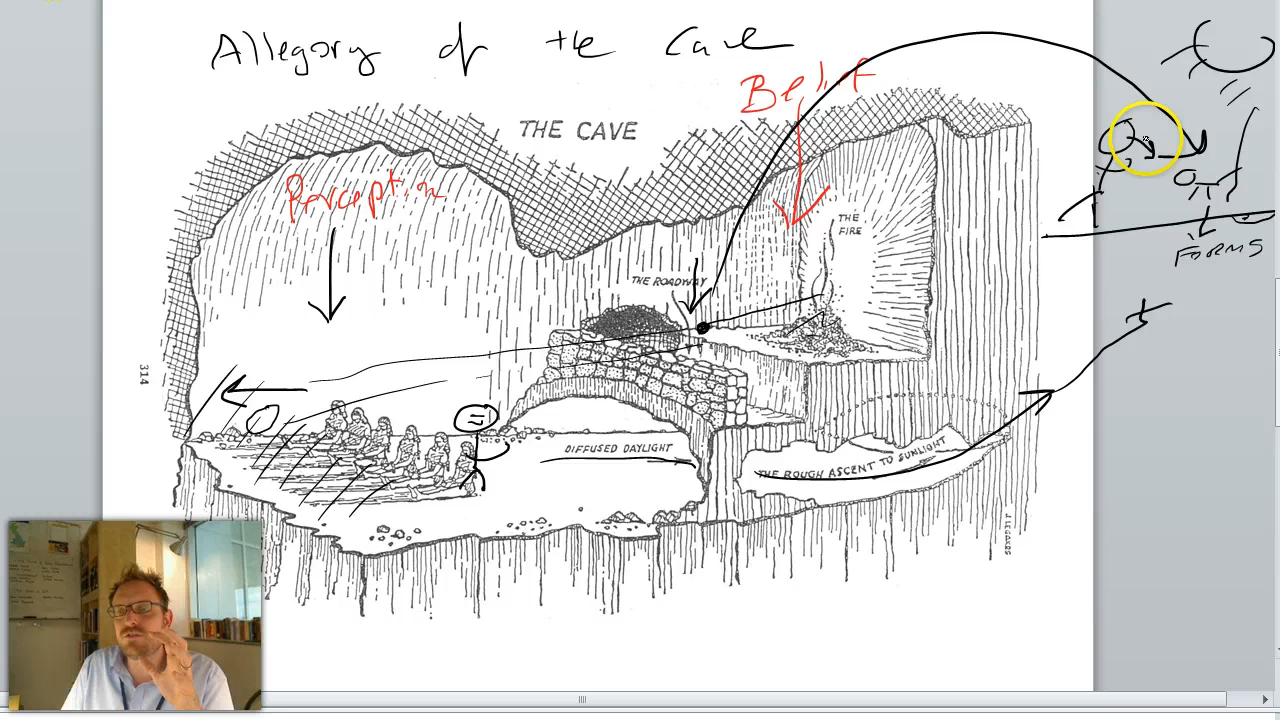 Allegory of the Cave
Belief
THE CAVE
Perception
THE FIRE
THE ROADWAY
FORMS
314
DIFFUSED DAYLIGHT
THE ROUGH ASCENT TO SUNLIGHT